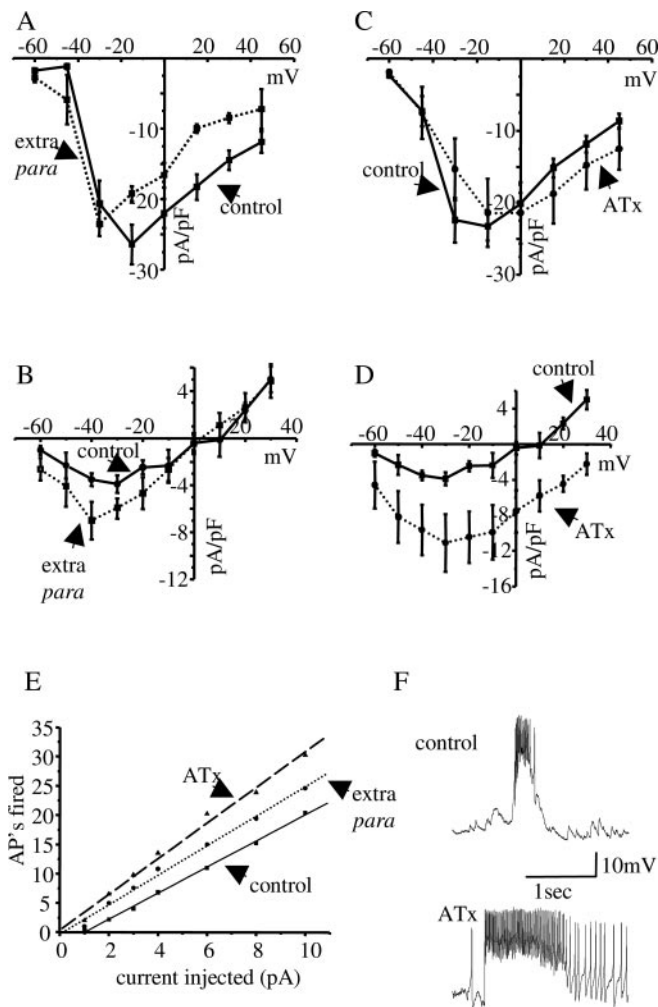 A
-60 -40 -20 20 40 60
mV
-10
-20
-30
pA/pF
extra
para
control
C
-60 -40 -20 20 40 60
mV
-10
-20
-30
pA/pF
control
ATx
B
-60 -40 -20 20 40
mV
4
-4
-8
-12
pA/pF
control
extra
para
D
-60 -40 -20 20 40
mV
4
-4
-8
-12
-16
pA/pF
control
ATx
E
35
30
25
20
15
10
5
0
0 2 4 6 8 10
AP's fired
current injected (pA)
ATx
extra
para
control
F
control
10mV
1sec
ATx